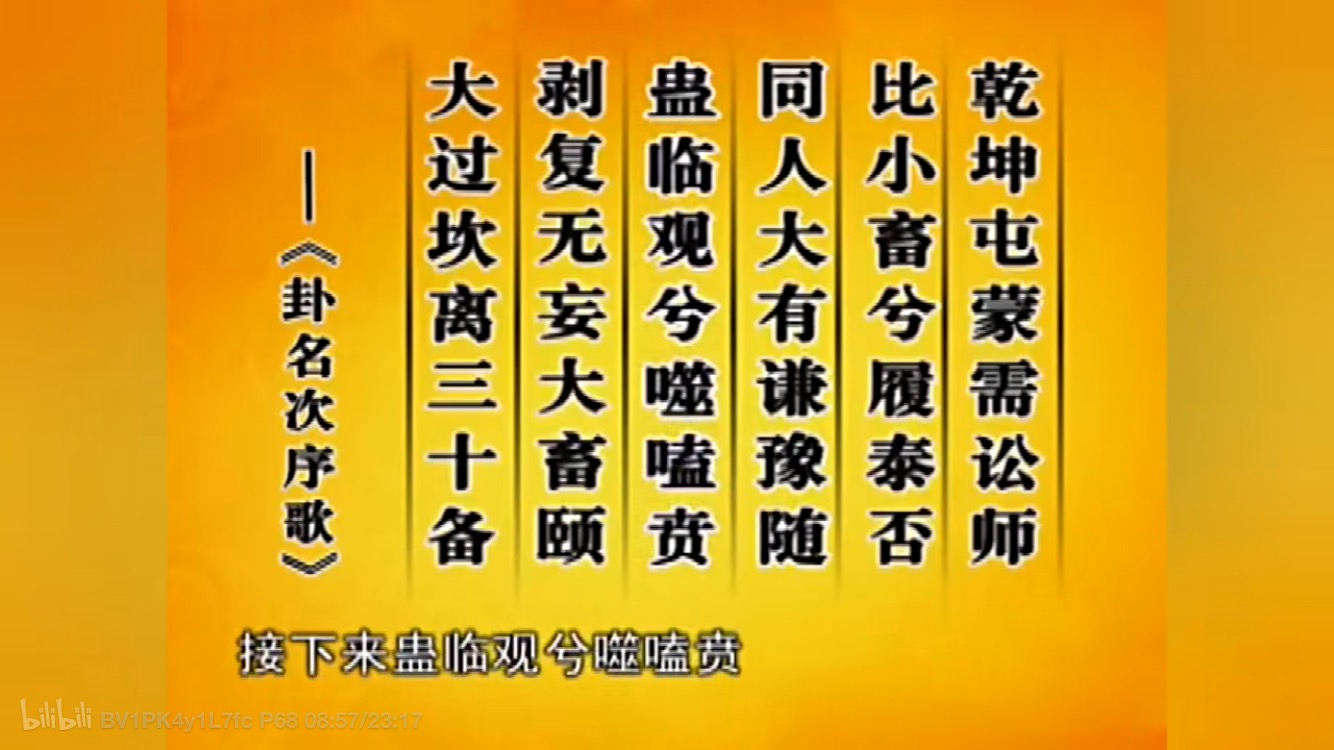 乾坤屯蒙需讼师
比小畜兮履泰否
同人大有谦豫随
蛊临观兮噬嗑贲
剥复无妄大畜颐
大过坎离三十备
—《卦名次序歌》
接下来蛊临观兮噬嗑贲
bilibili BV1PK4y1L7fc P68 08:57/23:17